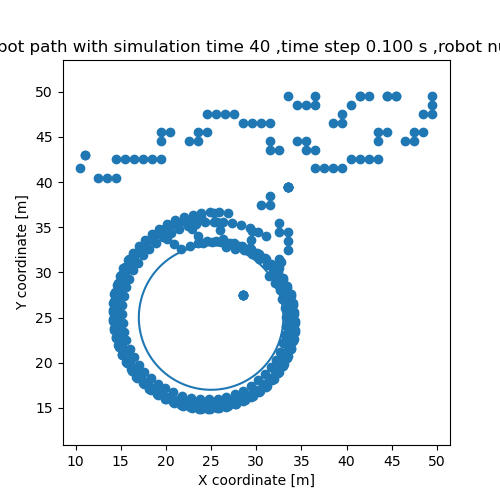 bot path with simulation time 40 ,time step 0.100 s ,robot nu
50
45
40
35
30
25
20
15
Y coordinate [m]
10 15 20 25 30 35 40 45 50
X coordinate [m]